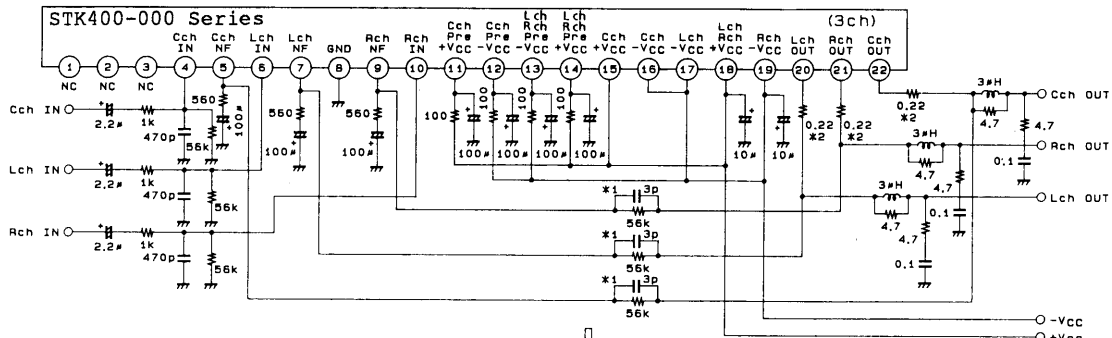 STK400-000 Series
(3ch)
Cch IN
Cch NF
Lch IN
Lch NF
GND
Rch NF
Rch IN
Cch Pre +VCC
Cch Pre -VCC
Lch Rch Pre -VCC
Lch Rch Pre +VCC
Cch +VCC
Cch -VCC
Lch -VCC
Lch Rch +VCC
Rch -VCC
Lch OUT
Rch OUT
Cch OUT
1 2 3 4 5 6 7 8 9 10 11 12 13 14 15 16 17 18 19 20 21 22
NC NC NC
Cch IN
2.2µ
1k
470p
56k
560
100µ
560
100µ
560
100µ
100
100µ
100
100µ
100
100µ
100
100µ
10µ
10µ
0.22
*2
0.22
*2
0.22
*2
3µH
4.7
4.7
0.1
Cch OUT
3µH
4.7
4.7
0.1
Rch OUT
3µH
4.7
4.7
0.1
Lch OUT
Lch IN
2.2µ
1k
470p
56k
Rch IN
2.2µ
1k
470p
56k
*1 3p
56k
*1 3p
56k
*1 3p
56k
-VCC
+VCC